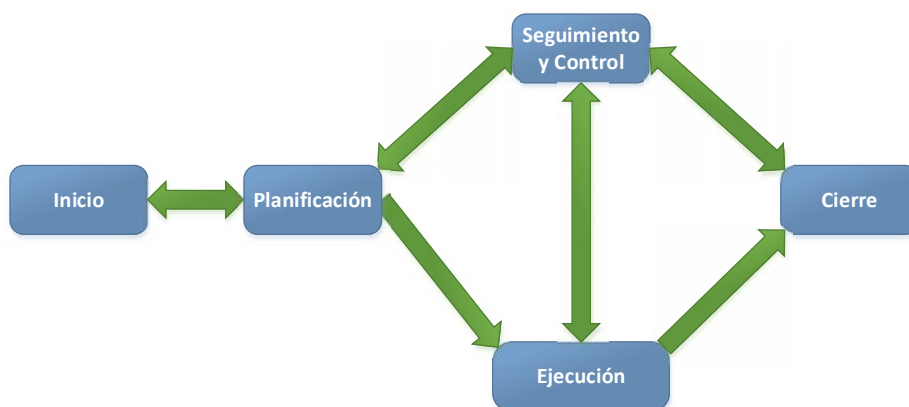 Seguimiento
y Control
Inicio
Planificación
Cierre
Ejecución